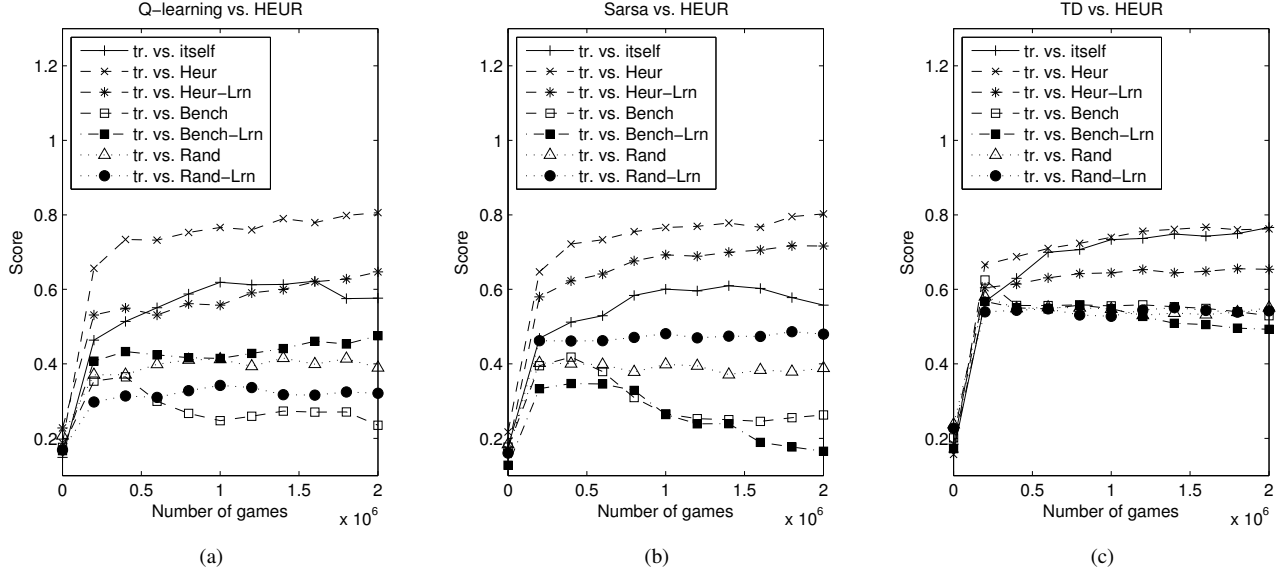 Q−learning vs. HEUR
tr. vs. itself
tr. vs. Heur
tr. vs. Heur−Lrn
tr. vs. Bench
tr. vs. Bench−Lrn
tr. vs. Rand
tr. vs. Rand−Lrn
1.2
1
0.8
0.6
0.4
0.2
Score
0
0.5
1
1.5
2
Number of games
x 10^6
(a)
Sarsa vs. HEUR
tr. vs. itself
tr. vs. Heur
tr. vs. Heur−Lrn
tr. vs. Bench
tr. vs. Bench−Lrn
tr. vs. Rand
tr. vs. Rand−Lrn
1.2
1
0.8
0.6
0.4
0.2
Score
0
0.5
1
1.5
2
Number of games
x 10^6
(b)
TD vs. HEUR
tr. vs. itself
tr. vs. Heur
tr. vs. Heur−Lrn
tr. vs. Bench
tr. vs. Bench−Lrn
tr. vs. Rand
tr. vs. Rand−Lrn
1.2
1
0.8
0.6
0.4
0.2
Score
0
0.5
1
1.5
2
Number of games
x 10^6
(c)